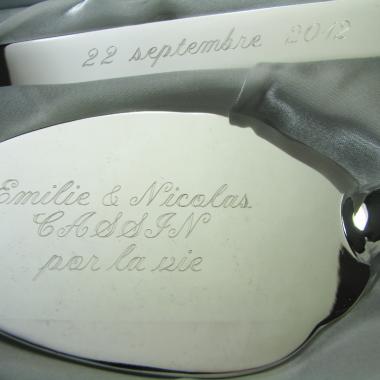 22 septembre 2012
Emilie & Nicolas
CASSIN
por la vie